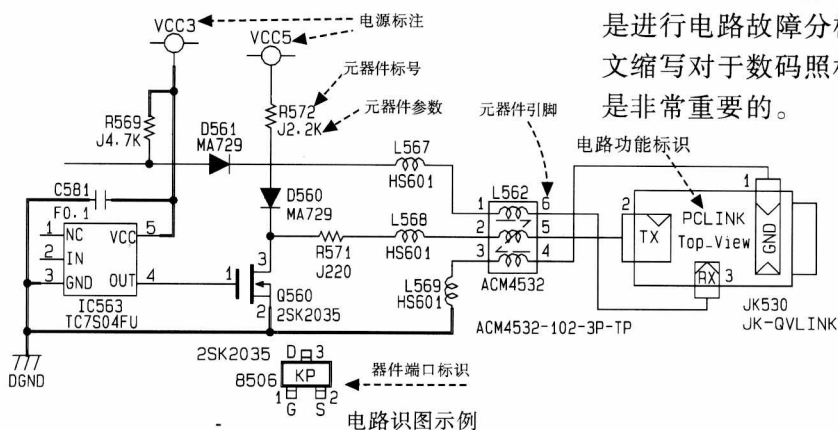 是进行电路故障分析
文缩写对于数码照相
是非常重要的。
VCC3
电源标注
VCC5
元器件标号
R572
J2.2K
元器件参数
R569
J4.7K
D561
MA729
L567
HS601
元器件引脚
电路功能标识
C581
F0.1
D560
MA729
L568
HS601
L562
1
2
3
6
5
4
ACM4532
2
TX
PCLINK
Top_View
1
GND
RX
3
1
NC
2
IN
3
GND
VCC
5
OUT
4
R571
J220
IC563
TC7S04FU
1
3
2
Q560
2SK2035
L569
HS601
ACM4532-102-3P-TP
JK530
JK-QVLINK
DGND
2SK2035
D
3
8506
KP
1
G
S
2
器件端口标识
电路识图示例